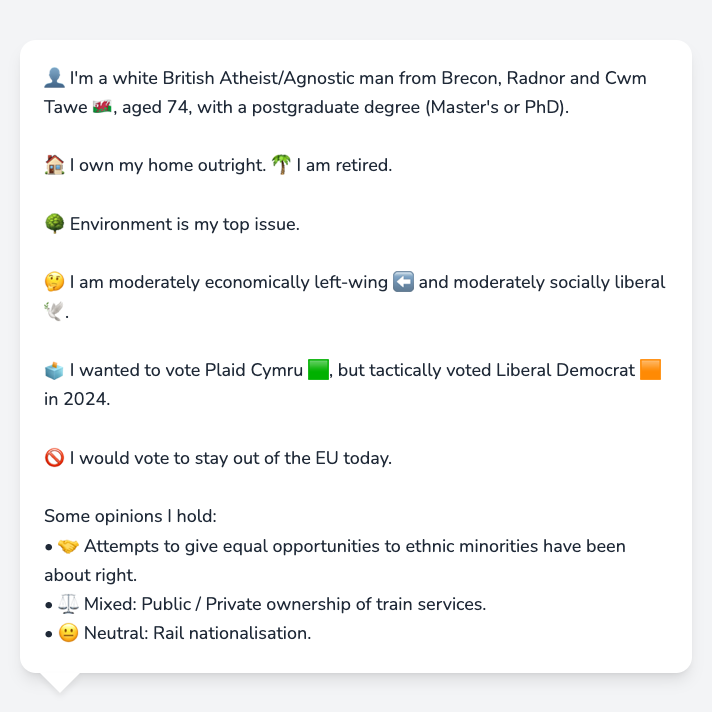 👤 I'm a white British Atheist/Agnostic man from Brecon, Radnor and Cwm
Tawe 🏴󠁧󠁢󠁷󠁬󠁳󠁿, aged 74, with a postgraduate degree (Master's or PhD).
🏠 I own my home outright. 🌴 I am retired.
🌳 Environment is my top issue.
🤔 I am moderately economically left-wing ⬅️ and moderately socially liberal
🕊️.
🗳️ I wanted to vote Plaid Cymru 🟩, but tactically voted Liberal Democrat 🟧
in 2024.
🚫 I would vote to stay out of the EU today.
Some opinions I hold:
• 🤝 Attempts to give equal opportunities to ethnic minorities have been
about right.
• ⚖️ Mixed: Public / Private ownership of train services.
• 😐 Neutral: Rail nationalisation.